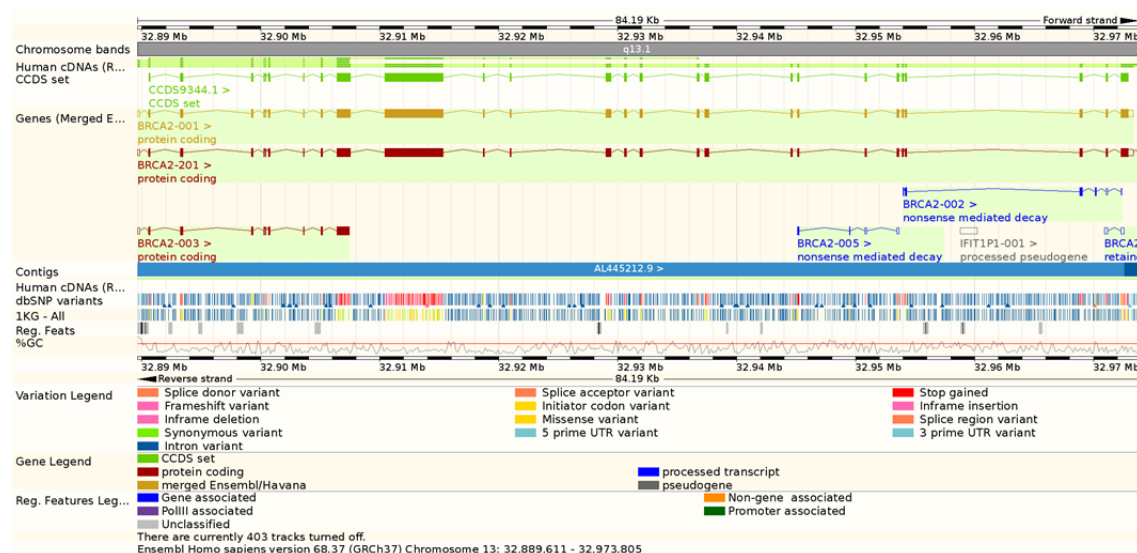 84.19 Kb Forward strand
32.89 Mb 32.90 Mb 32.91 Mb 32.92 Mb 32.93 Mb 32.94 Mb 32.95 Mb 32.96 Mb 32.97 Mb
Chromosome bands q13.1
Human cDNAs (R...
CCDS set
CCDS9344.1 >
CCDS set
Genes (Merged E...
BRCA2-001 >
protein coding
BRCA2-201 >
protein coding
BRCA2-002 >
nonsense mediated decay
BRCA2-003 > BRCA2-005 > IFIT1P1-001 > BRCA2
protein coding nonsense mediated decay processed pseudogene retain
Contigs AL445212.9 >
Human cDNAs (R...
dbSNP variants
1KG - All
Reg. Feats
%GC
32.89 Mb 32.90 Mb 32.91 Mb 32.92 Mb 32.93 Mb 32.94 Mb 32.95 Mb 32.96 Mb 32.97 Mb
Reverse strand 84.19 Kb
Variation Legend Splice donor variant Splice acceptor variant Stop gained
Frameshift variant Initiator codon variant Inframe insertion
Inframe deletion Missense variant Splice region variant
Synonymous variant 5 prime UTR variant 3 prime UTR variant
Intron variant
Gene Legend CCDS set
protein coding processed transcript
merged Ensembl/Havana pseudogene
Reg. Features Leg... Gene associated Non-gene associated
PolIII associated Promoter associated
Unclassified
There are currently 403 tracks turned off.
Ensembl Homo sapiens version 68.37 (GRCh37) Chromosome 13: 32,889,611 - 32,973,805